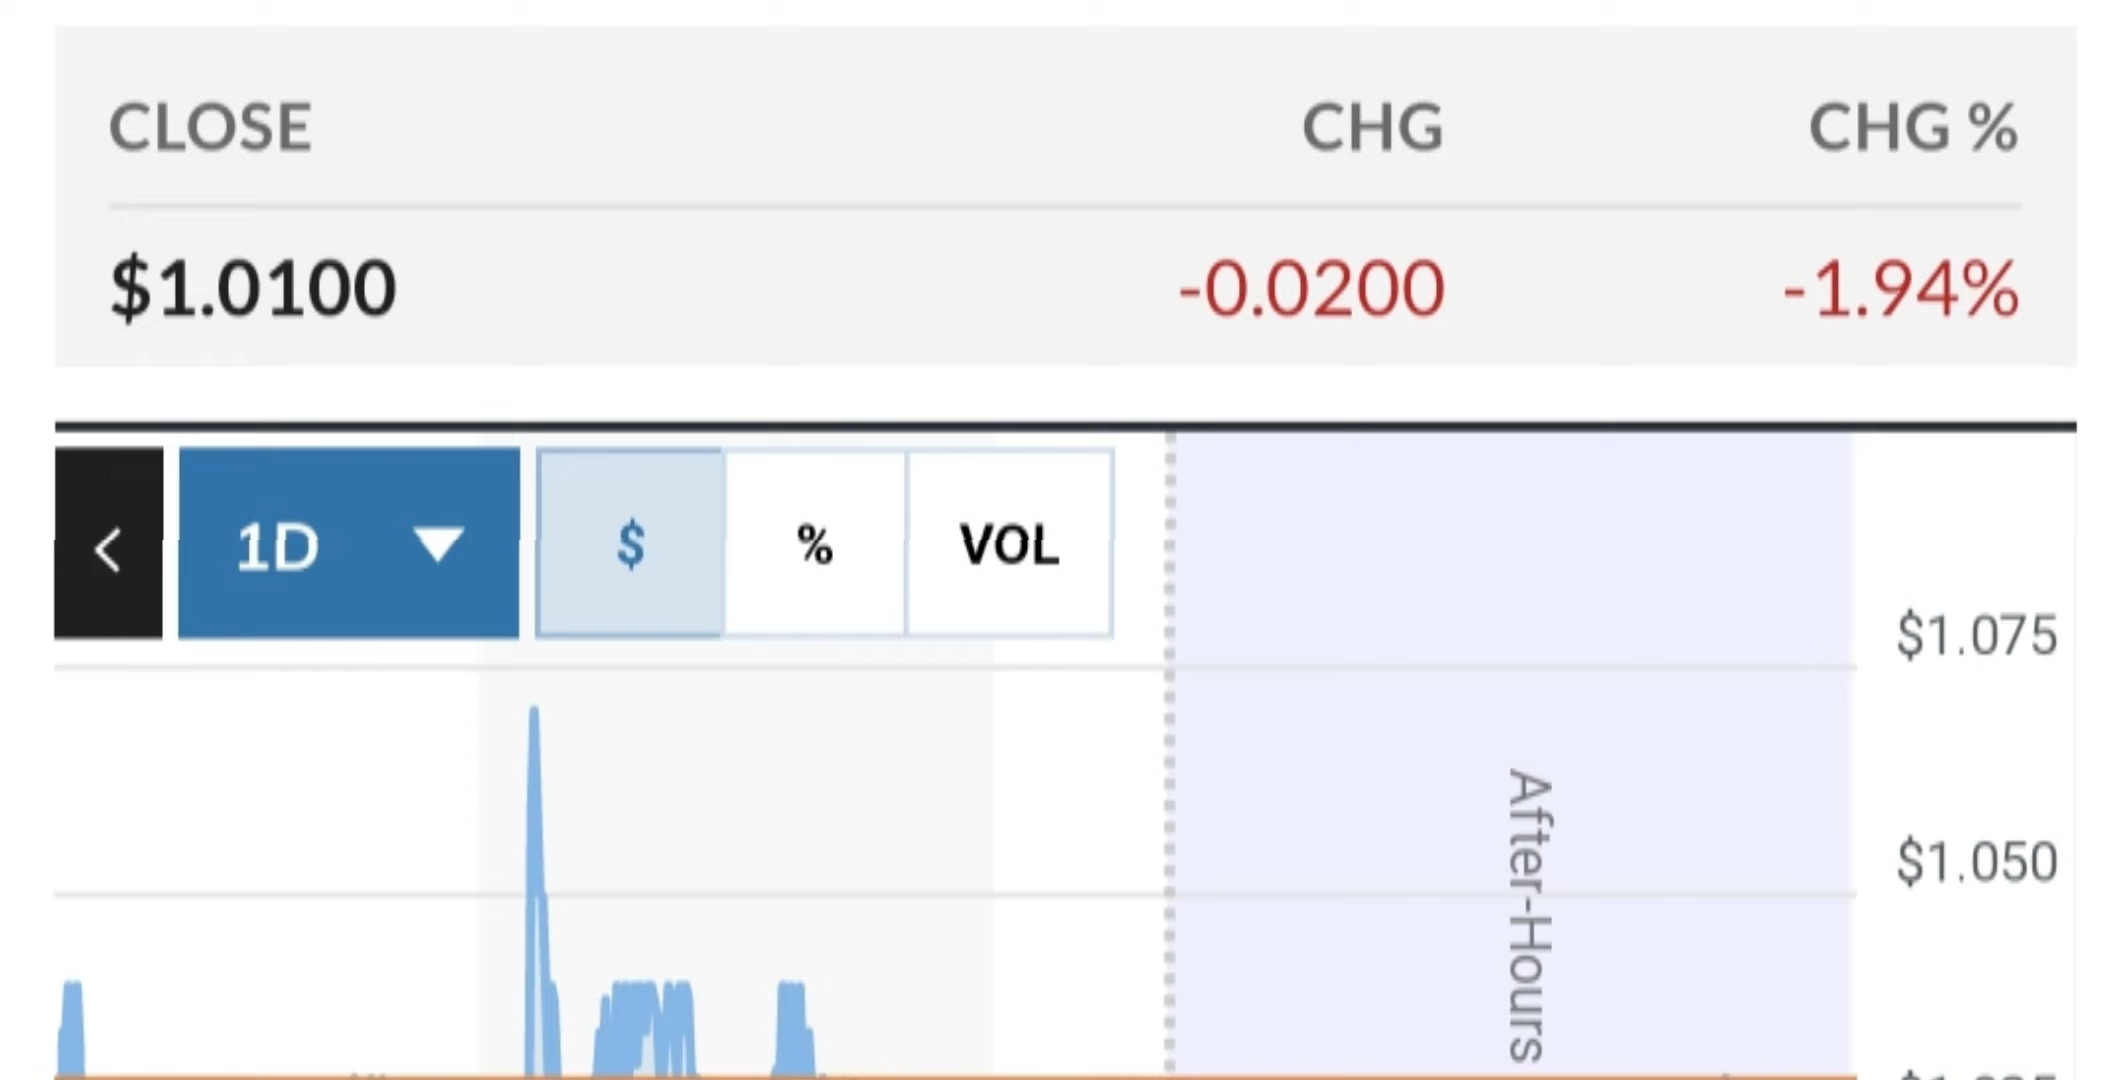 CLOSE CHG CHG %
$1.0100 -0.0200 -1.94%
1D $ % VOL
$1.075
$1.050
After-Hours